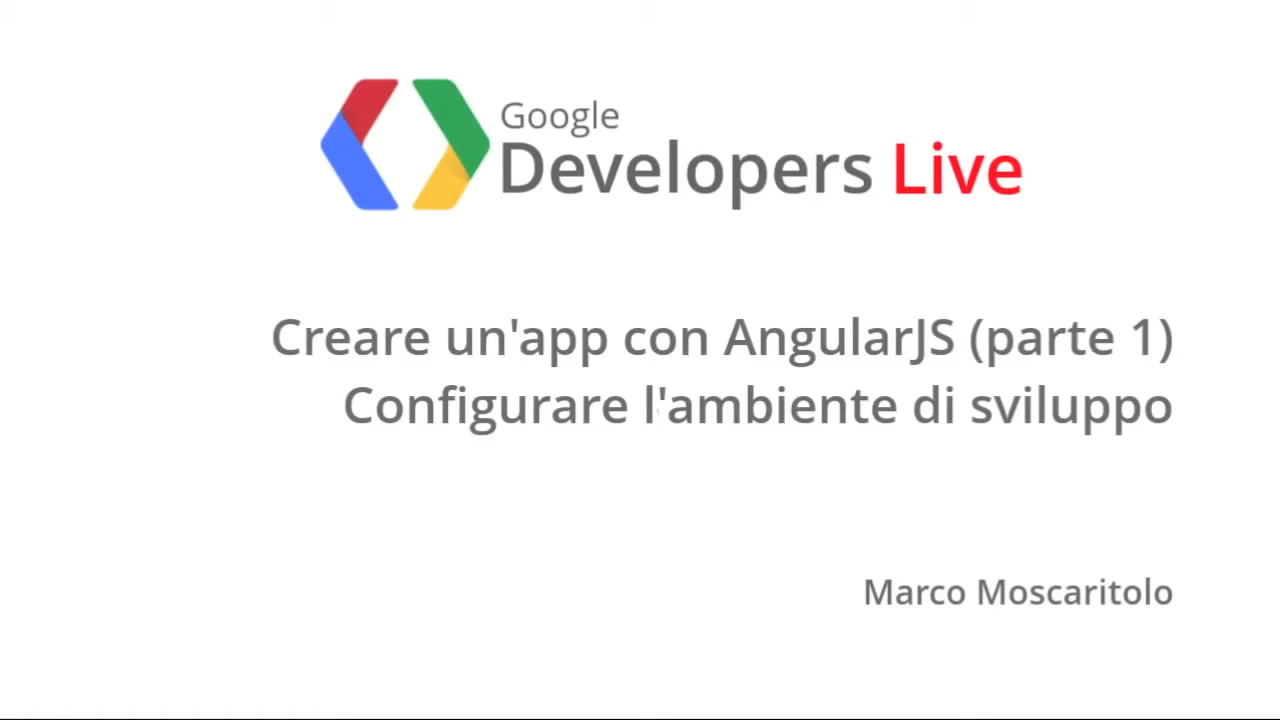 Google
Developers Live
Creare un'app con AngularJS (parte 1)
Configurare l'ambiente di sviluppo
Marco Moscaritolo